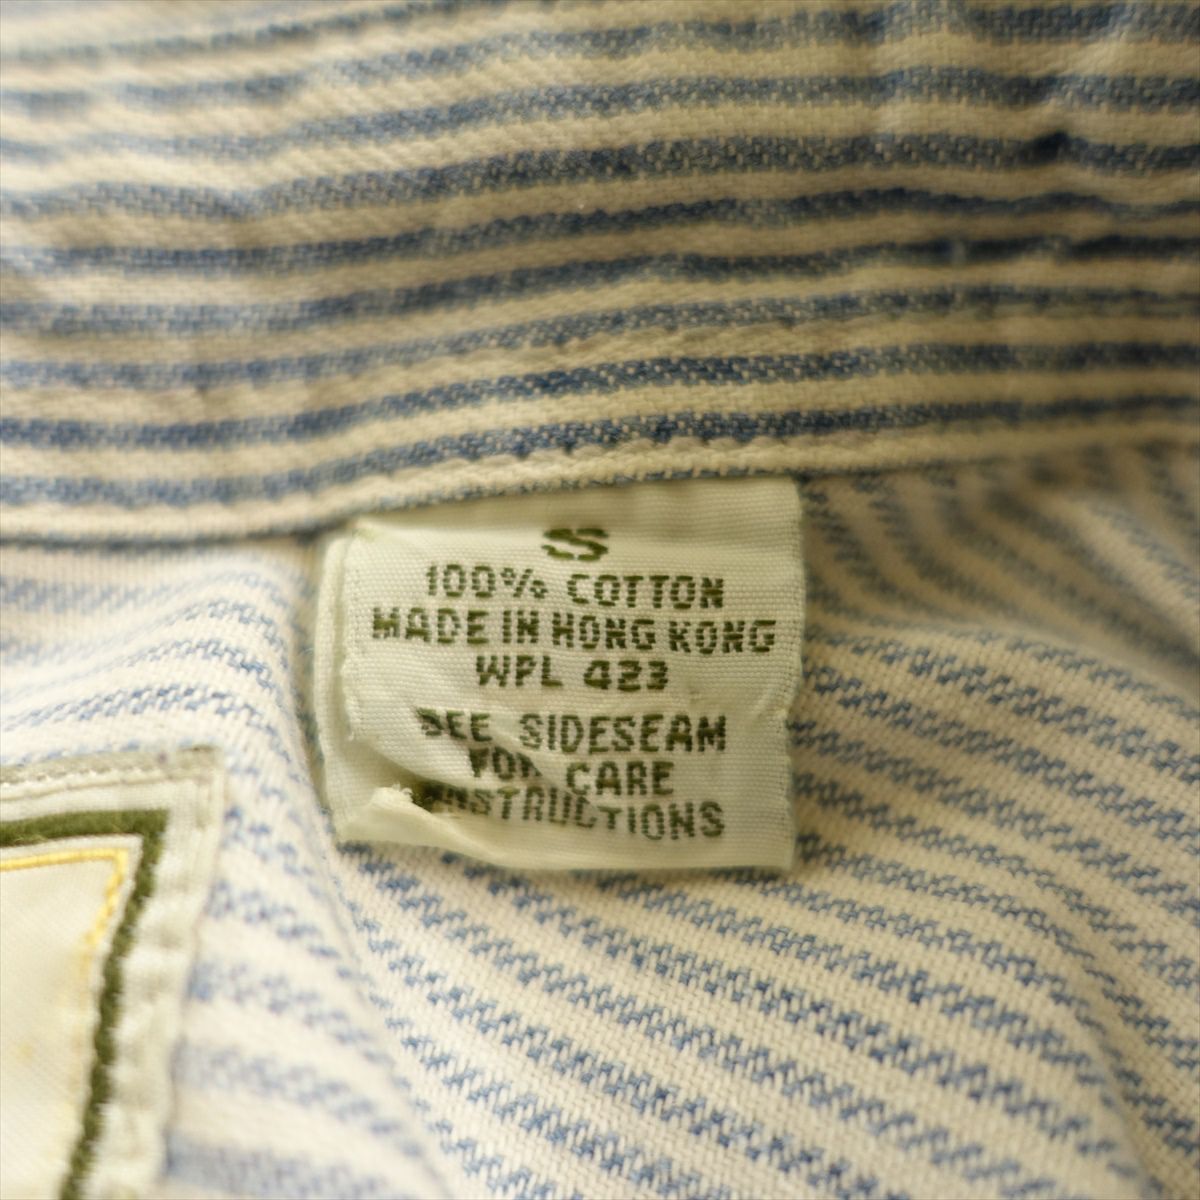 S
100% COTTON
MADE IN HONG KONG
WPL 423
SEE SIDESEAM
FOR CARE
INSTRUCTIONS